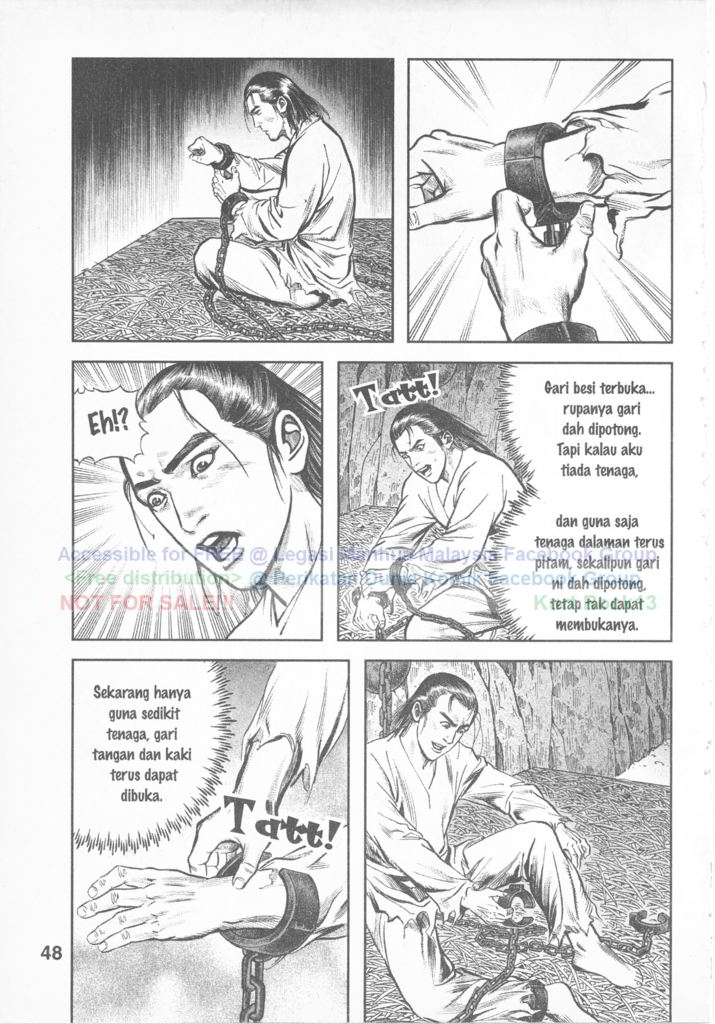 Eh!?
Tatt!
Gari besi terbuka...
rupanya gari
dah dipotong.
Tapi kalau aku
tiada tenaga,
dan guna saja
tenaga dalaman terus
pitam, sekalipun gari
ni dah dipotong,
tetap tak dapat
membukanya.
Accessible for FREE @ Legasi Manhua Malaysia Facebook Group
<Free distribution> @ Perikatan Dunia Komik Facebook Group
NOT FOR SALE!!!
Sekarang hanya
guna sedikit
tenaga, gari
tangan dan kaki
terus dapat
dibuka.
Tatt!
48